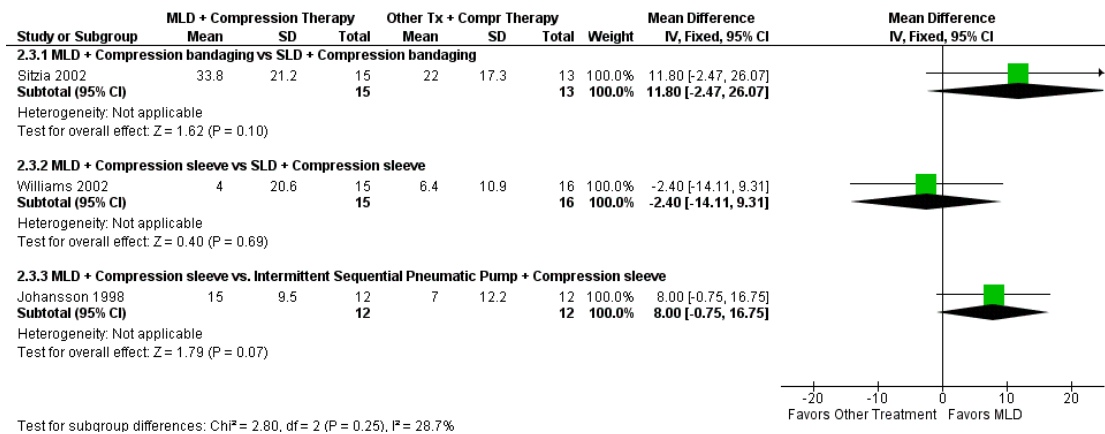 MLD + Compression Therapy Other Tx + Compr Therapy Mean Difference Mean Difference
Study or Subgroup Mean SD Total Mean SD Total Weight IV, Fixed, 95% CI IV, Fixed, 95% CI
2.3.1 MLD + Compression bandaging vs SLD + Compression bandaging
Sitzia 2002 33.8 21.2 15 22 17.3 13 100.0% 11.80 [-2.47, 26.07]
Subtotal (95% CI) 15 13 100.0% 11.80 [-2.47, 26.07]
Heterogeneity: Not applicable
Test for overall effect: Z = 1.62 (P = 0.10)
2.3.2 MLD + Compression sleeve vs SLD + Compression sleeve
Williams 2002 4 20.6 15 6.4 10.9 16 100.0% -2.40 [-14.11, 9.31]
Subtotal (95% CI) 15 16 100.0% -2.40 [-14.11, 9.31]
Heterogeneity: Not applicable
Test for overall effect: Z = 0.40 (P = 0.69)
2.3.3 MLD + Compression sleeve vs. Intermittent Sequential Pneumatic Pump + Compression sleeve
Johansson 1998 15 9.5 12 7 12.2 12 100.0% 8.00 [-0.75, 16.75]
Subtotal (95% CI) 12 12 100.0% 8.00 [-0.75, 16.75]
Heterogeneity: Not applicable
Test for overall effect: Z = 1.79 (P = 0.07)
-20 -10 0 10 20
Favors Other Treatment Favors MLD
Test for subgroup differences: Chi² = 2.80, df = 2 (P = 0.25), I² = 28.7%